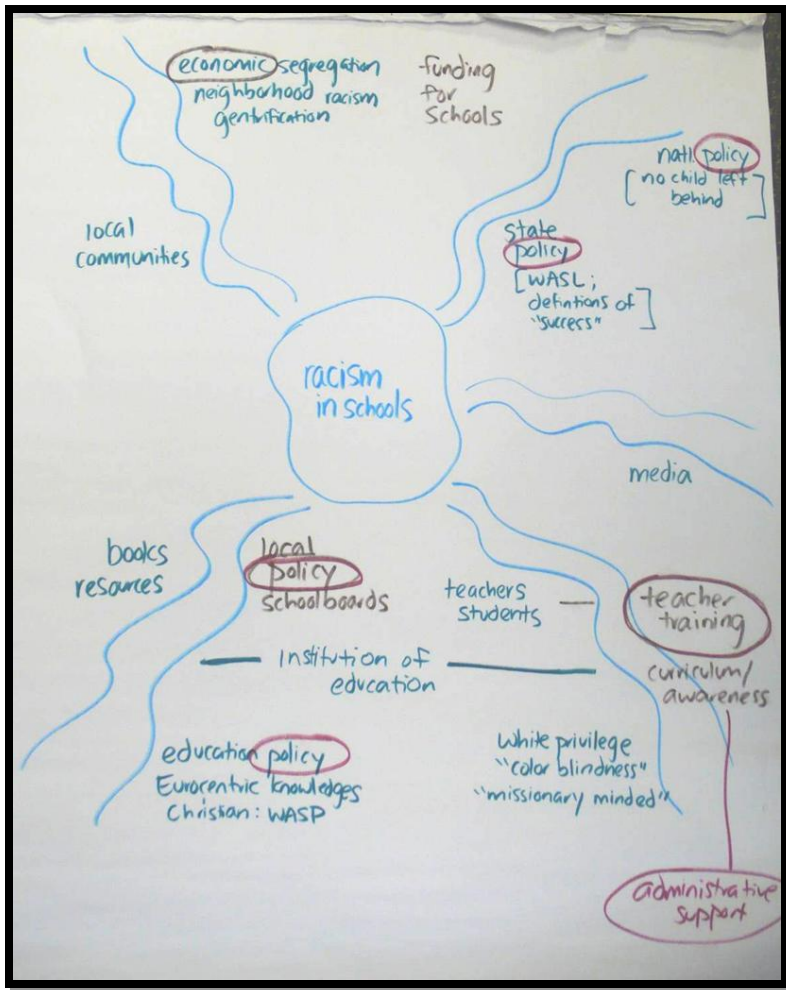 economic segregation
neighborhood racism
gentrification
funding
for
schools
natl. policy
[no child left
behind]
state
policy
[WASL;
defintions of
"success"]
local
communities
racism
in schools
media
books
resources
local
policy
schoolboards
teachers
students
teacher
training
curriculum/
awareness
Institution of
education
education policy
Eurocentric knowledges
Christian: WASP
White privilege
"color blindness"
"missionary minded"
administrative
support